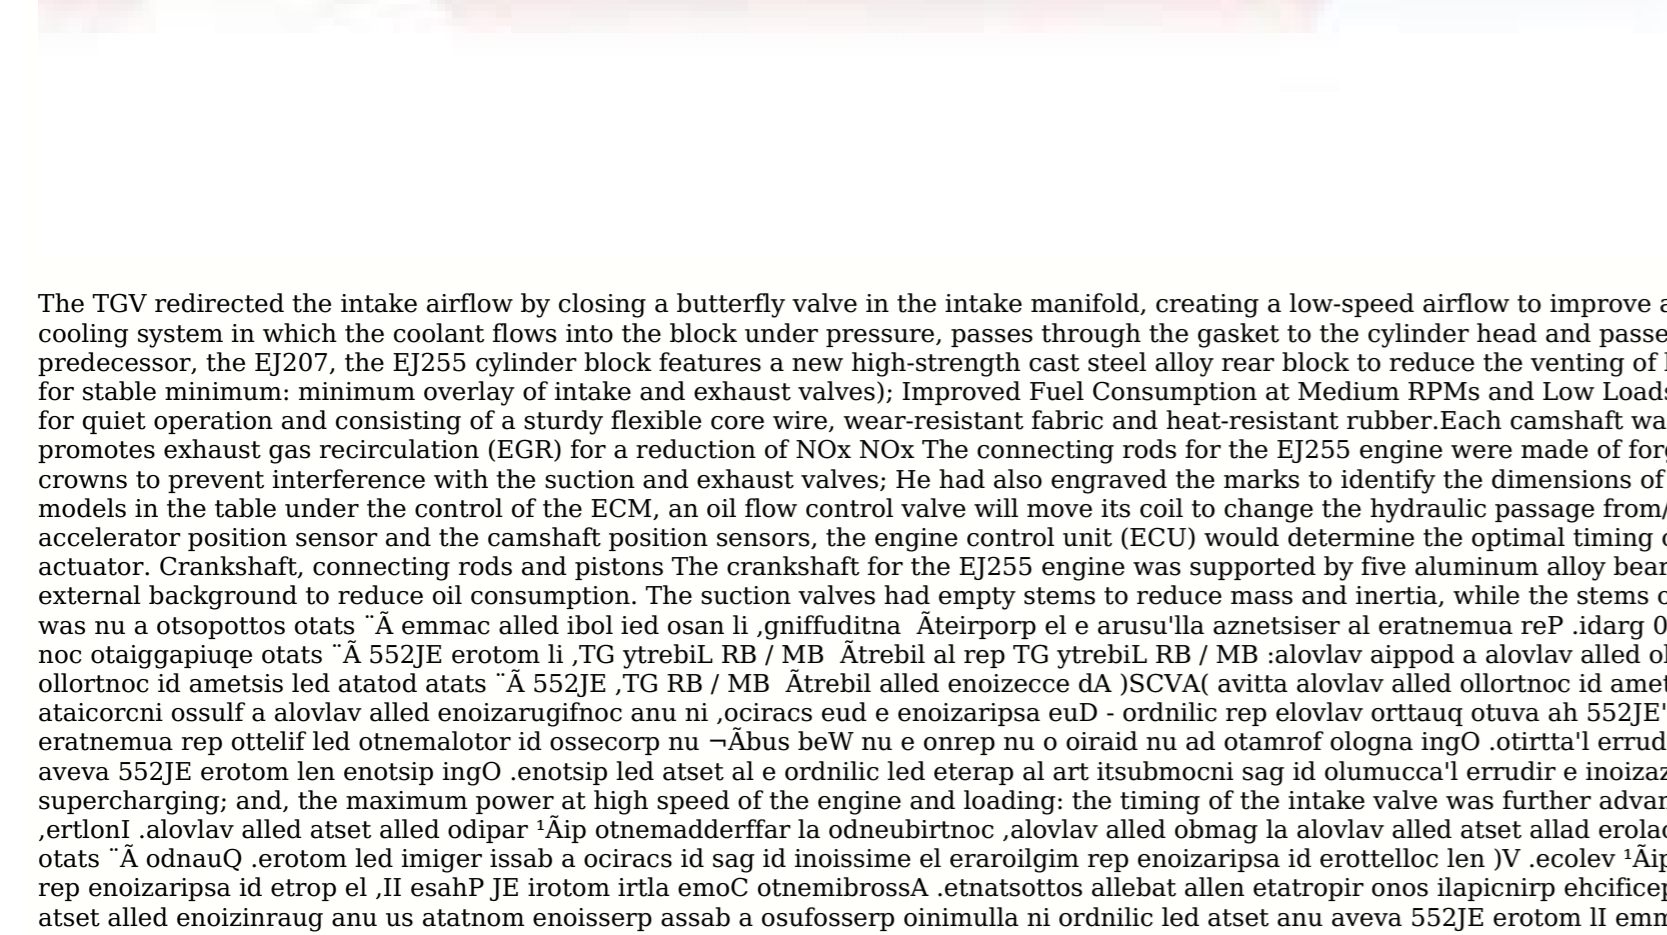 The TGV redirected the intake airflow by closing a butterfly valve in the intake manifold, creating a low-speed airflow to improve a
cooling system in which the coolant flows into the block under pressure, passes through the gasket to the cylinder head and passe
predecessor, the EJ207, the EJ255 cylinder block features a new high-strength cast steel alloy rear block to reduce the venting of
for stable minimum: minimum overlay of intake and exhaust valves); Improved Fuel Consumption at Medium RPMs and Low Loads
for quiet operation and consisting of a sturdy flexible core wire, wear-resistant fabric and heat-resistant rubber.Each camshaft wa
promotes exhaust gas recirculation (EGR) for a reduction of NOx NOx The connecting rods for the EJ255 engine were made of forg
crowns to prevent interference with the suction and exhaust valves; He had also engraved the marks to identify the dimensions of
models in the table under the control of the ECM, an oil flow control valve will move its coil to change the hydraulic passage from/
accelerator position sensor and the camshaft position sensors, the engine control unit (ECU) would determine the optimal timing o
actuator. Crankshaft, connecting rods and pistons The crankshaft for the EJ255 engine was supported by five aluminum alloy bear
external background to reduce oil consumption. The suction valves had empty stems to reduce mass and inertia, while the stems o
was nu a otsopottos otats ¨Ã emmac alled ibol ied osan li ,gniffuditna  Ãteirporp el e arusu'lla aznetsiser al eratnemua reP .idarg 0
noc otaiggapiuqe otats ¨Ã 552JE erotom li ,TG ytrebiL RB / MB  Ãtrebil al rep TG ytrebiL RB / MB :alovlav aippod a alovlav alled ol
ollortnoc id ametsis led atatod atats ¨Ã 552JE ,TG RB / MB  Ãtrebil alled enoizecce dA )SCVA( avitta alovlav alled ollortnoc id amet
ataicorcni ossulf a alovlav alled enoizarugifnoc anu ni ,ociracs eud e enoizaripsa euD - ordnilic rep elovlav orttauq otuva ah 552JE'
eratnemua rep ottelif led otnemalotor id ossecorp nu ¬Ãbus beW nu e onrep nu o oiraid nu ad otamrof ologna ingO .otirtta'l errud
aveva 552JE erotom len enotsip ingO .enotsip led atset al e ordnilic led eterap al art itsubmocni sag id olumucca'l errudir e inoizaz
supercharging; and, the maximum power at high speed of the engine and loading: the timing of the intake valve was further advan
,ertlonI .alovlav alled atset alled odipar ¹Ãip otnemadderffar la odneubirtnoc ,alovlav alled obmag la alovlav alled atset allad erolac
otats ¨Ã odnauQ .erotom led imiger issab a ociracs id sag id inoissime el eraroilgim rep enoizaripsa id erottelloc len )V .ecolev ¹Ãip
rep enoizaripsa id etrop el ,II esahP JE irotom irtla emoC otnemibrossA .etnatsottos allebat allen etatropir onos ilapicnirp ehcificep
atset alled enoizinraug anu us atatnom enoisserp assab a osufosserp oinimulla ni ordnilic led atset anu aveva 552JE erotom lI emm